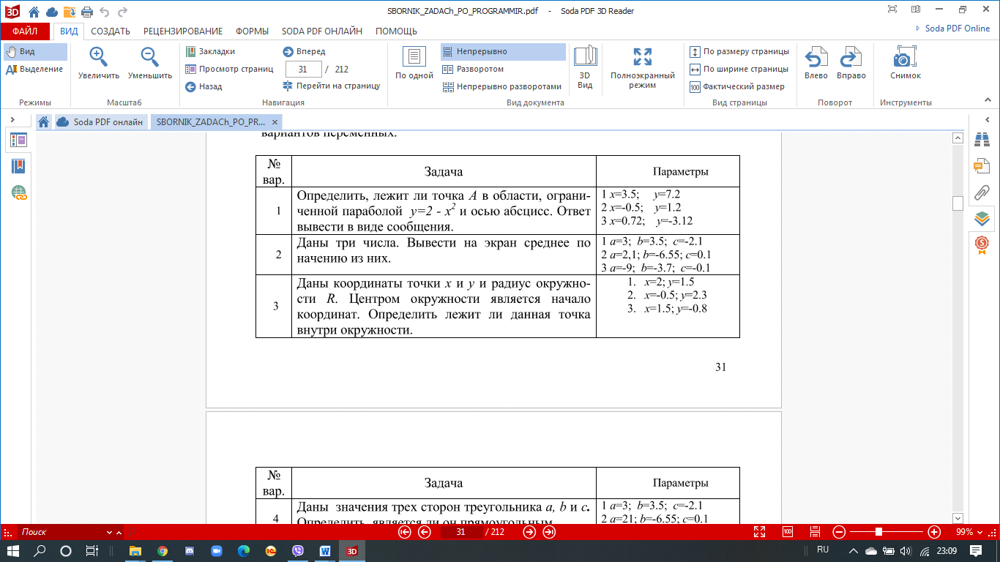 SBORNIK_ZADACh_PO_PROGRAMMIR.pdf - Soda PDF 3D Reader
ФАЙЛ ВИД СОЗДАТЬ РЕЦЕНЗИРОВАНИЕ ФОРМЫ SODA PDF ОНЛАЙН ПОМОЩЬ Soda PDF Online
Вид
Выделение
Режимы
Увеличить Уменьшить
Масштаб
Закладки Вперед
Просмотр страниц 31 / 212
Назад Перейти на страницу
Навигация
По одной
Непрерывно
Разворотом
Непрерывно разворотами
3D
Вид
Вид документа
Полноэкранный
режим
По размеру страницы
По ширине страницы
100 Фактический размер
Вид страницы
Влево Вправо
Поворот
Снимок
Инструменты
Soda PDF онлайн SBORNIK_ZADACh_PO_PR... ×
вариантов переменных.
№
вар.
Задача
Параметры
1
Определить, лежит ли точка A в области, ограни-
ченной параболой y=2 - x² и осью абсцисс. Ответ
вывести в виде сообщения.
1 x=3.5; y=7.2
2 x=-0.5; y=1.2
3 x=0.72; y=-3.12
2
Даны три числа. Вывести на экран среднее по
начению из них.
1 a=3; b=3.5; c=-2.1
2 a=2,1; b=-6.55; c=0.1
3 a=-9; b=-3.7; c=-0.1
3
Даны координаты точки x и y и радиус окружно-
сти R. Центром окружности является начало
координат. Определить лежит ли данная точка
внутри окружности.
1. x=2; y=1.5
2. x=-0.5; y=2.3
3. x=1.5; y=-0.8
31
№
вар.
Задача
Параметры
4
Даны значения трех сторон треугольника a, b и c.
Определить, является ли он прямоугольным
1 a=3; b=3.5; c=-2.1
2 a=21; b=-6.55; c=0.1
Поиск 31 / 212 100 99%
RU 23:09